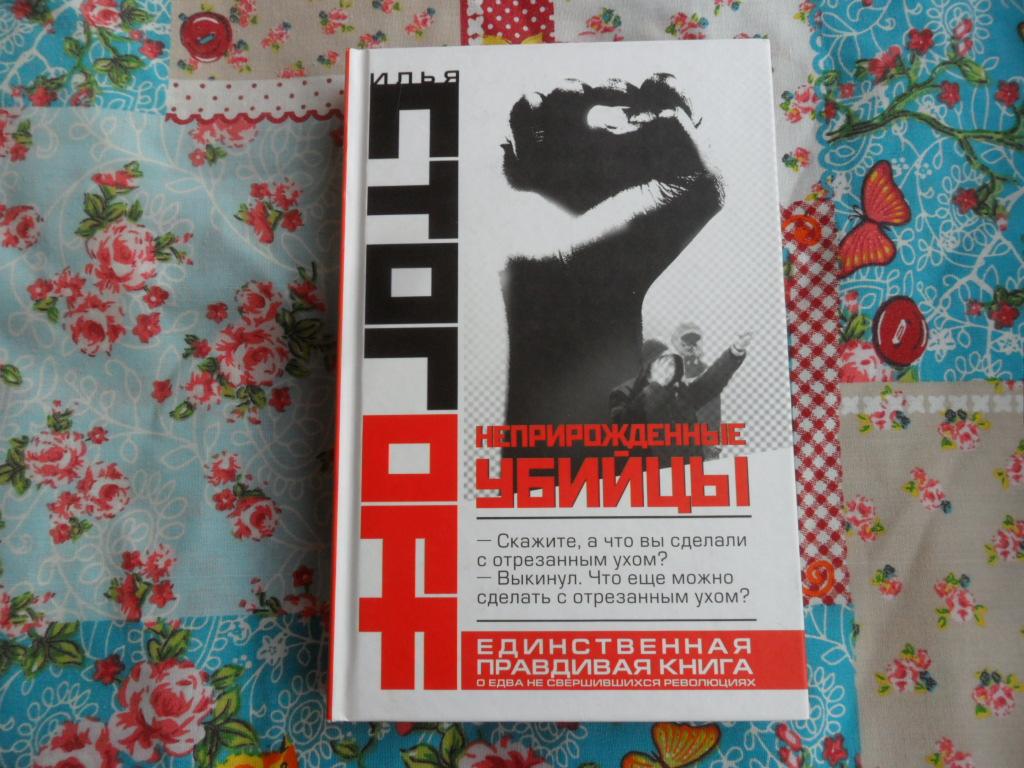 ИЛЬЯ
СТОГОFF
НЕПРИРОЖДЕННЫЕ
УБИЙЦЫ
— Скажите, а что вы сделали
с отрезанным ухом?
— Выкинул. Что еще можно
сделать с отрезанным ухом?
ЕДИНСТВЕННАЯ
ПРАВДИВАЯ КНИГА
О ЕДВА НЕ СВЕРШИВШИХСЯ РЕВОЛЮЦИЯХ